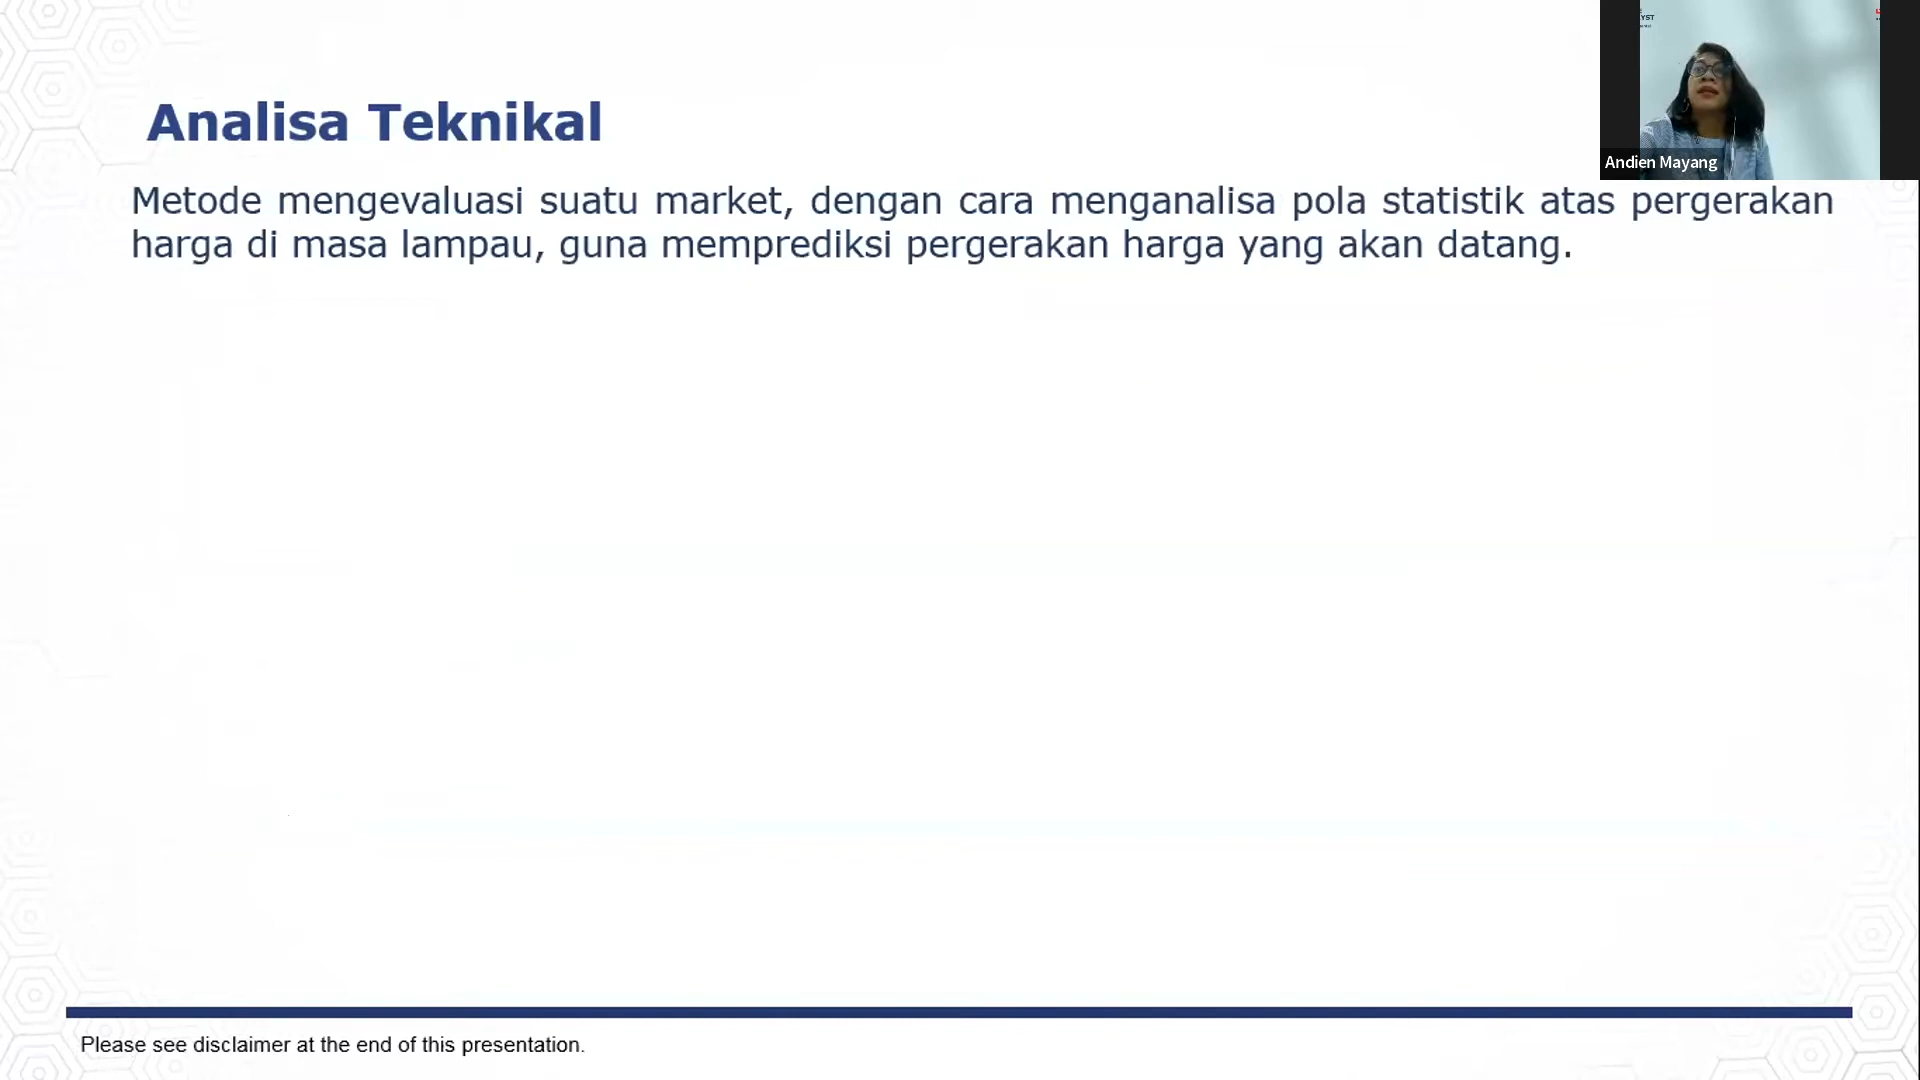 Analisa Teknikal
Metode mengevaluasi suatu market, dengan cara menganalisa pola statistik atas pergerakan
harga di masa lampau, guna memprediksi pergerakan harga yang akan datang.
YST
Andien Mayang
Please see disclaimer at the end of this presentation.